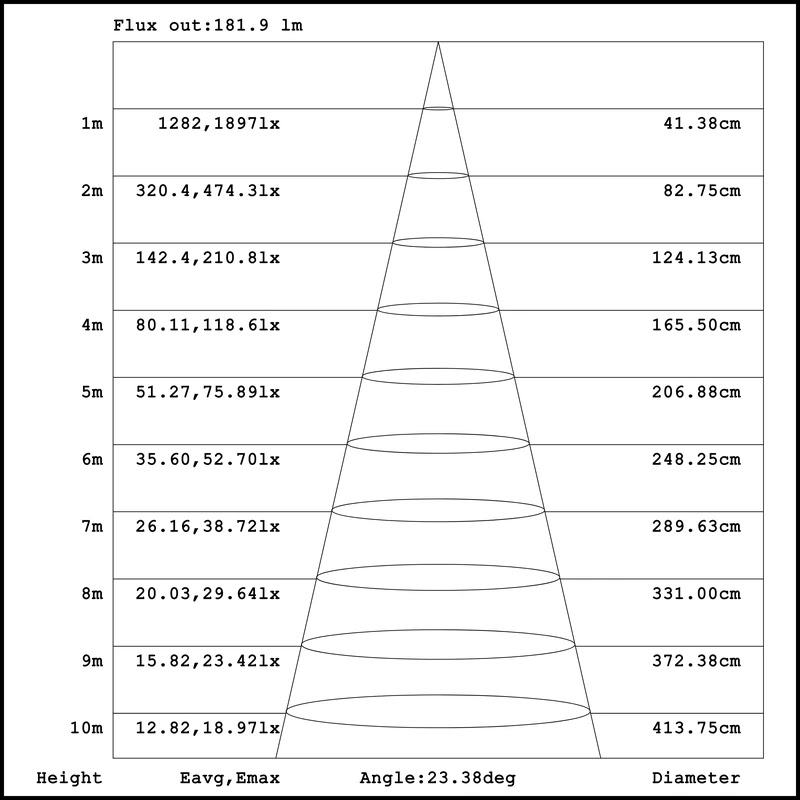 Flux out:181.9 lm
1m 1282,1897lx 41.38cm
2m 320.4,474.3lx 82.75cm
3m 142.4,210.8lx 124.13cm
4m 80.11,118.6lx 165.50cm
5m 51.27,75.89lx 206.88cm
6m 35.60,52.70lx 248.25cm
7m 26.16,38.72lx 289.63cm
8m 20.03,29.64lx 331.00cm
9m 15.82,23.42lx 372.38cm
10m 12.82,18.97lx 413.75cm
Height Eavg,Emax Angle:23.38deg Diameter